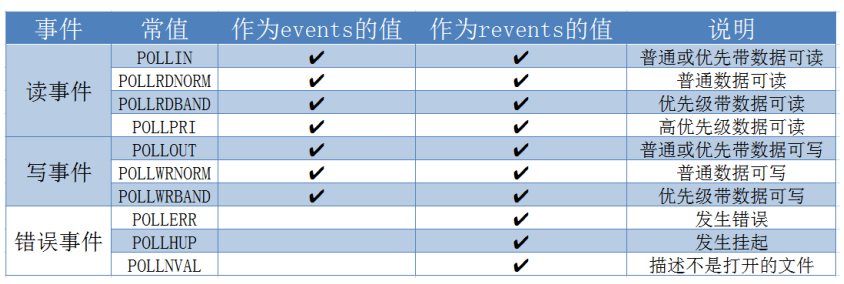 事件 常值 作为events的值 作为revents的值 说明
读事件 POLLIN ✔ ✔ 普通或优先带数据可读
POLLRDNORM ✔ ✔ 普通数据可读
POLLRDBAND ✔ ✔ 优先级带数据可读
POLLPRI ✔ ✔ 高优先级数据可读
写事件 POLLOUT ✔ ✔ 普通或优先带数据可写
POLLWRNORM ✔ ✔ 普通数据可写
POLLWRBAND ✔ ✔ 优先级带数据可写
错误事件 POLLERR ✔ 发生错误
POLLHUP ✔ 发生挂起
POLLNVAL ✔ 描述不是打开的文件